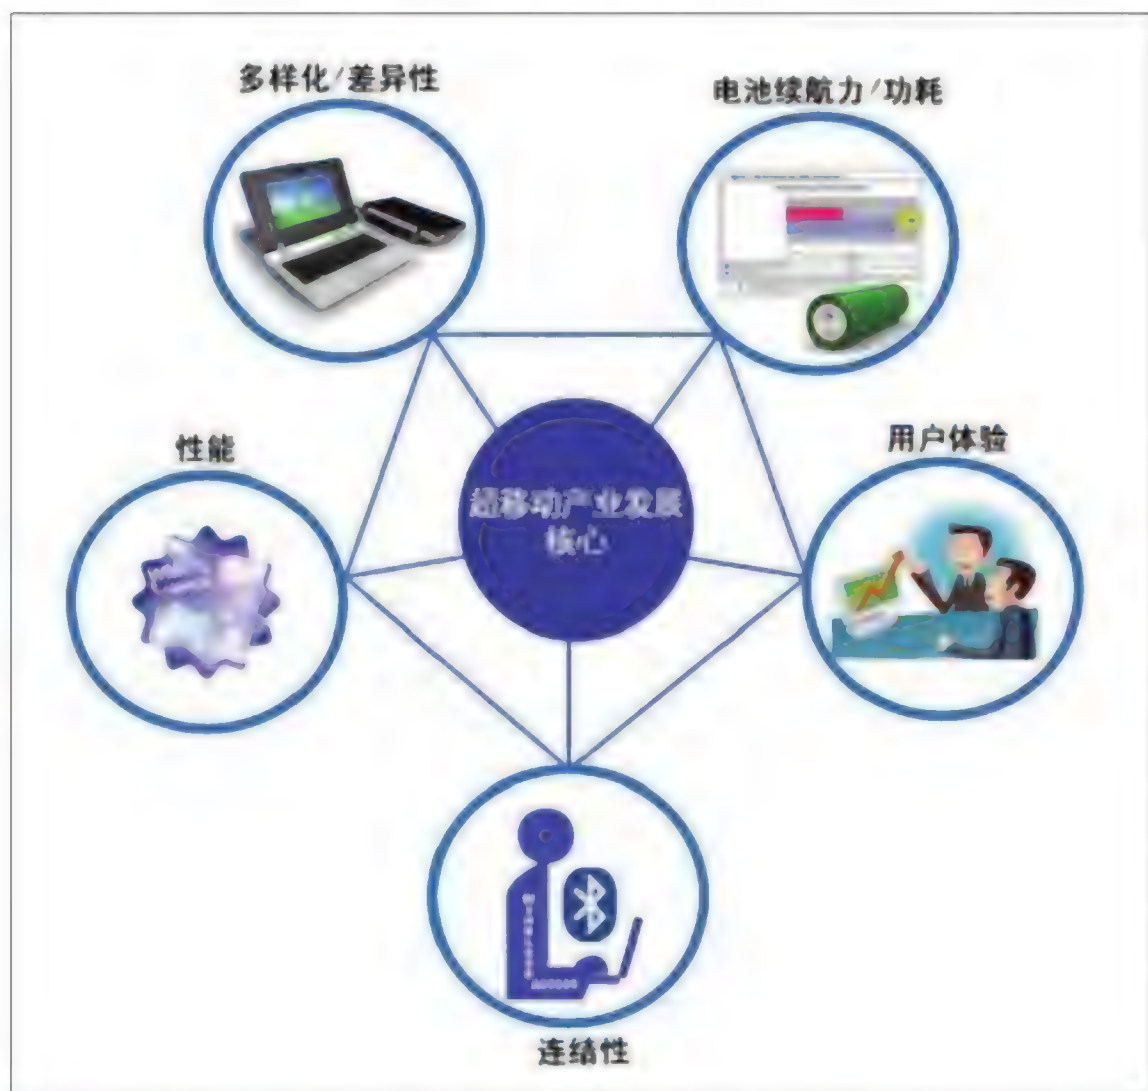 多样化/差异性
电池续航力/功耗
性能
用户体验
超移动产业发展
核心
连结性